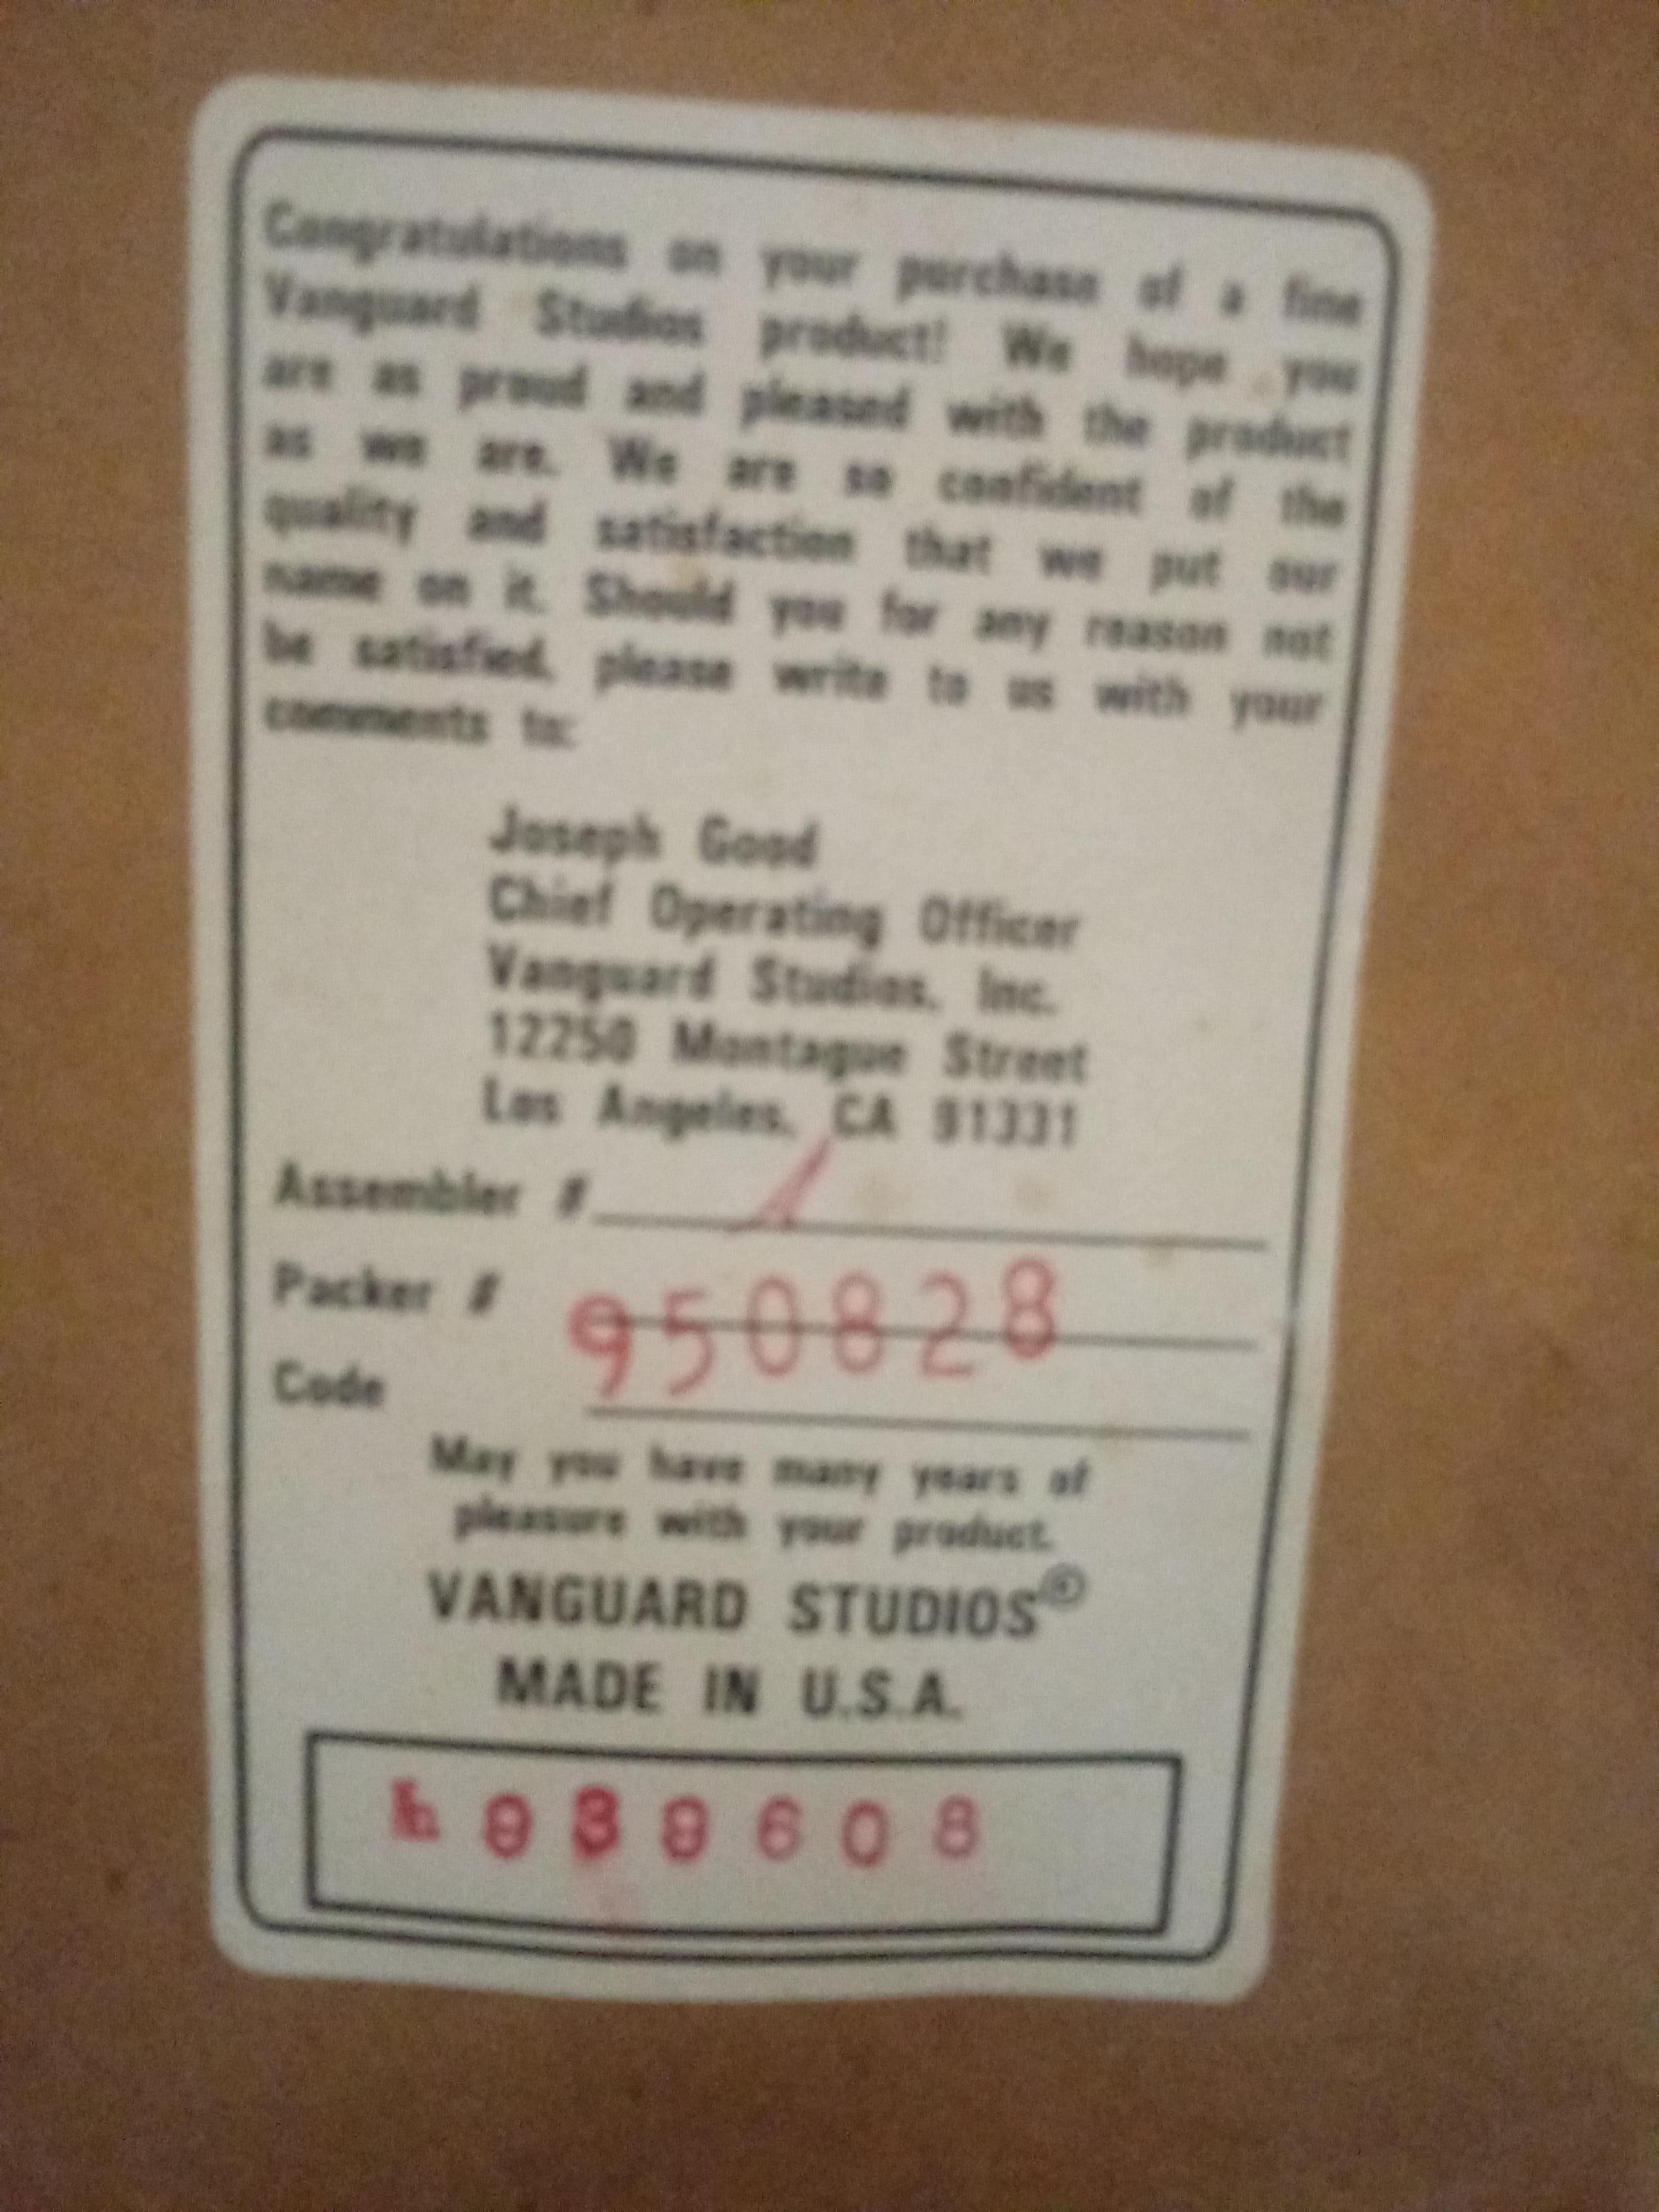 Congratulations on your purchase of a fine
Vanguard Studios product! We hope you
are as proud and pleased with the product
as we are. We are so confident of the
quality and satisfaction that we put our
name on it. Should you for any reason not
be satisfied, please write to us with your
comments to:
Joseph Good
Chief Operating Officer
Vanguard Studios, Inc.
12250 Montague Street
Los Angeles, CA 91331
Assembler #
Packer # 950828
Code
May you have many years of
pleasure with your product.
VANGUARD STUDIOS©
MADE IN U.S.A.